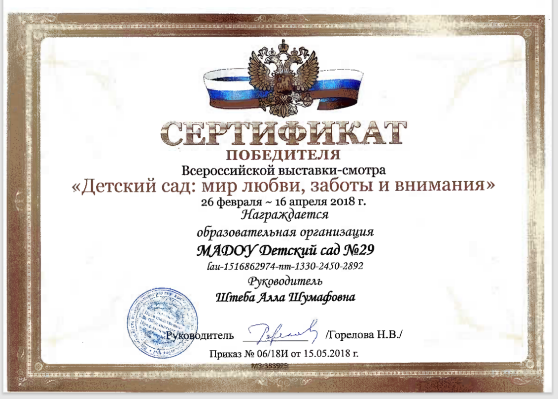 СЕРТИФИКАТ
ПОБЕДИТЕЛЯ
Всероссийской выставки-смотра
«Детский сад: мир любви, заботы и внимания»
26 февраля ~ 16 апреля 2018 г.
Награждается
образовательная организация
МАДОУ Детский сад №29
lau-1516862974-nm-1330-2450-2892
Руководитель
Штеба Алла Шумафовна
Руководитель /Горелова Н.В./
Приказ № 06/18И от 15.05.2018 г.